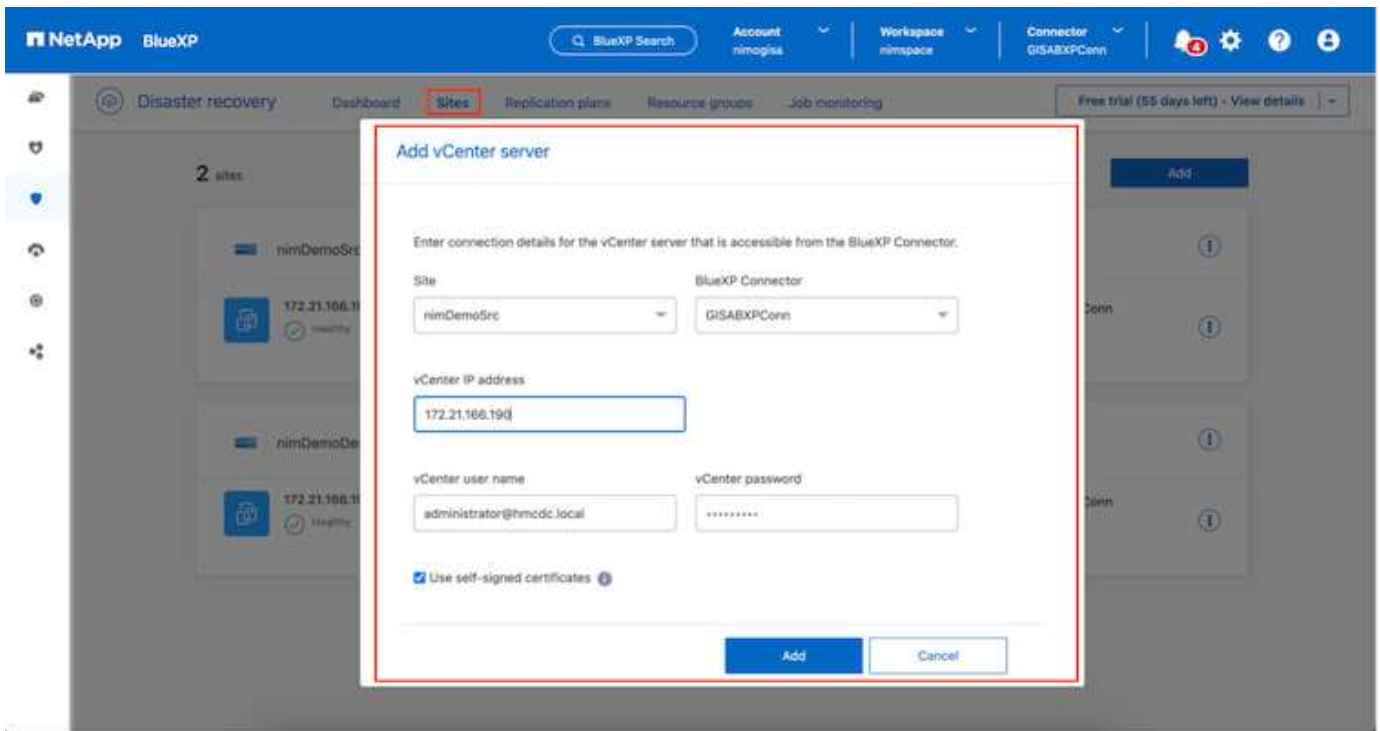 NetApp BlueXP BlueXP Search Account Workspace Connector
nimogisa nimspace GISABXPConn 4
Disaster recovery Dashboard Sites Replication plans Resource groups Job monitoring Free trial (55 days left) - View details
Add vCenter server
2 sites Add
Enter connection details for the vCenter server that is accessible from the BlueXP Connector.
nimDemoSrc
Site BlueXP Connector
nimDemoSrc GISABXPConn
172.21.166.1
Healthy
vCenter IP address
172.21.166.190
nimDemoDe
vCenter user name vCenter password
administrator@hmcdc.local •••••••••
172.21.166.1
Healthy
Use self-signed certificates
Add Cancel